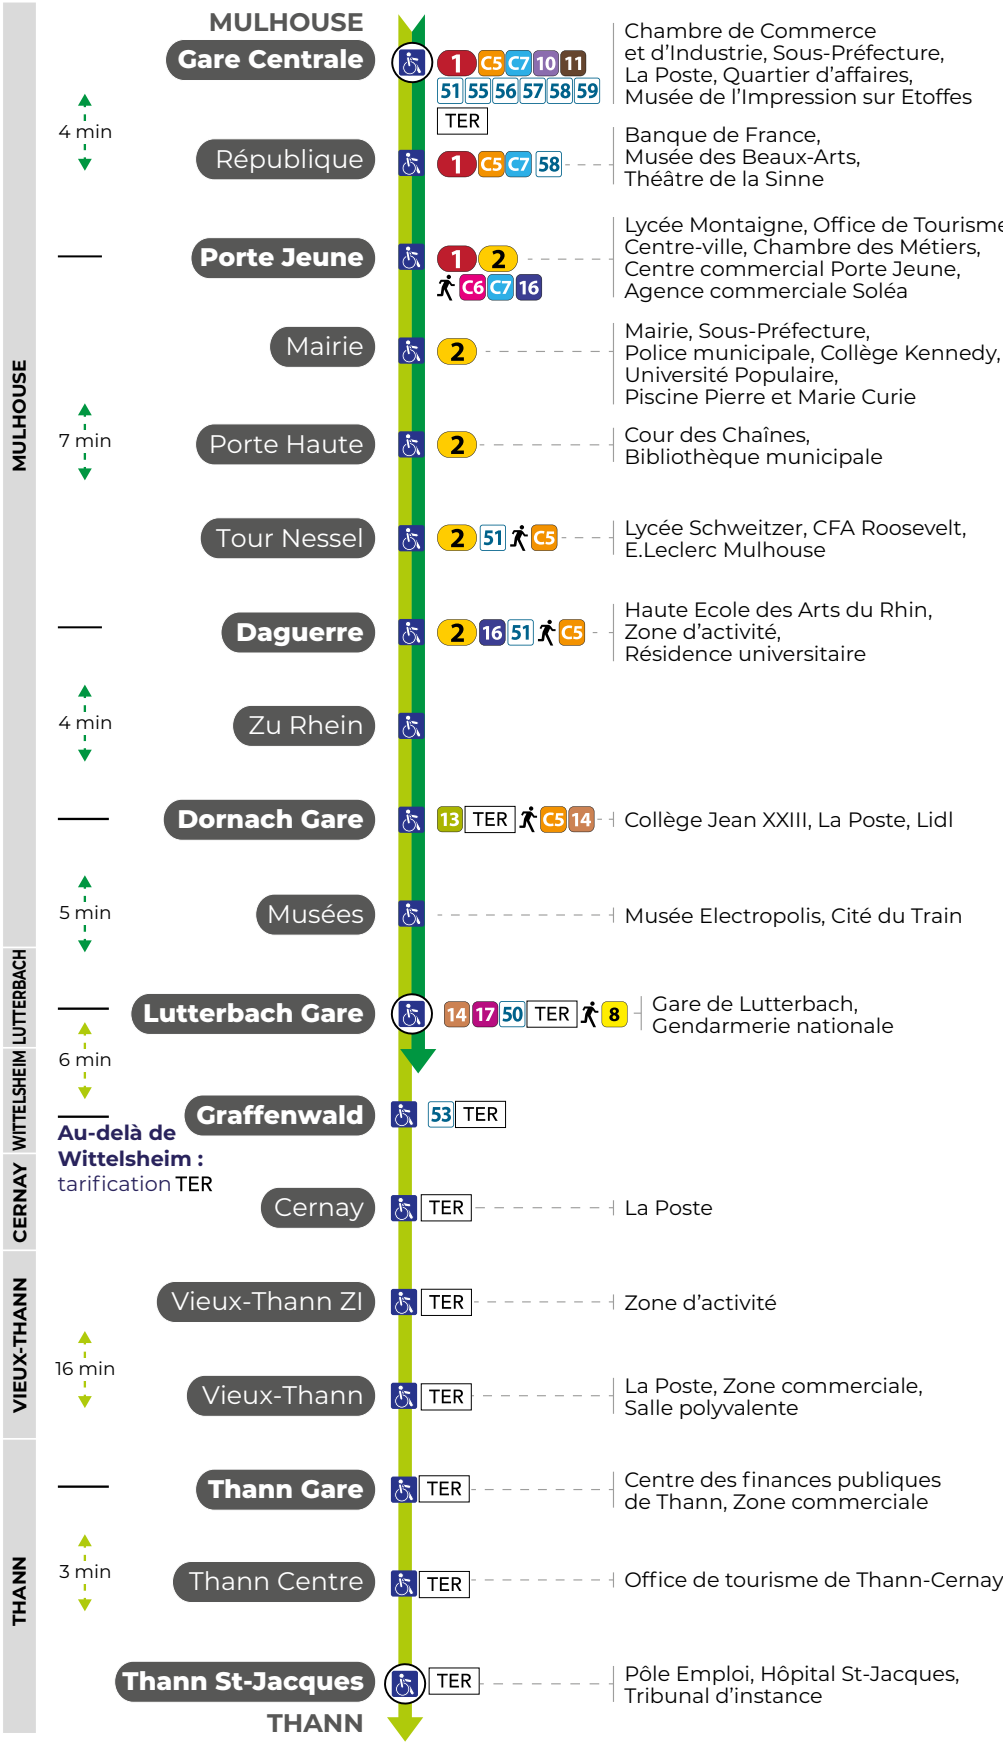 MULHOUSE
Gare Centrale
1 C5 C7 10 11
51 55 56 57 58 59
TER
Chambre de Commerce
et d'Industrie, Sous-Préfecture,
La Poste, Quartier d'affaires,
Musée de l'Impression sur Etoffes
4 min
République
1 C5 C7 58
Banque de France,
Musée des Beaux-Arts,
Théâtre de la Sinne
Porte Jeune
1 2
C6 C7 16
Lycée Montaigne, Office de Tourisme
Centre-ville, Chambre des Métiers,
Centre commercial Porte Jeune,
Agence commerciale Soléa
MULHOUSE
Mairie
2
Mairie, Sous-Préfecture,
Police municipale, Collège Kennedy,
Université Populaire,
Piscine Pierre et Marie Curie
7 min
Porte Haute
2
Cour des Chaînes,
Bibliothèque municipale
Tour Nessel
2 51 C5
Lycée Schweitzer, CFA Roosevelt,
E.Leclerc Mulhouse
Daguerre
2 16 51 C5
Haute Ecole des Arts du Rhin,
Zone d'activité,
Résidence universitaire
4 min
Zu Rhein
Dornach Gare
13 TER C5 14
Collège Jean XXIII, La Poste, Lidl
5 min
Musées
Musée Electropolis, Cité du Train
LUTTERBACH
Lutterbach Gare
14 17 50 TER 8
Gare de Lutterbach,
Gendarmerie nationale
6 min
WITTELSHEIM
Graffenwald
53 TER
Au-delà de
Wittelsheim :
tarification TER
CERNAY
Cernay
TER
La Poste
VIEUX-THANN
Vieux-Thann ZI
TER
Zone d'activité
16 min
Vieux-Thann
TER
La Poste, Zone commerciale,
Salle polyvalente
Thann Gare
TER
Centre des finances publiques
de Thann, Zone commerciale
THANN
3 min
Thann Centre
TER
Office de tourisme de Thann-Cernay
Thann St-Jacques
TER
Pôle Emploi, Hôpital St-Jacques,
Tribunal d'instance
THANN